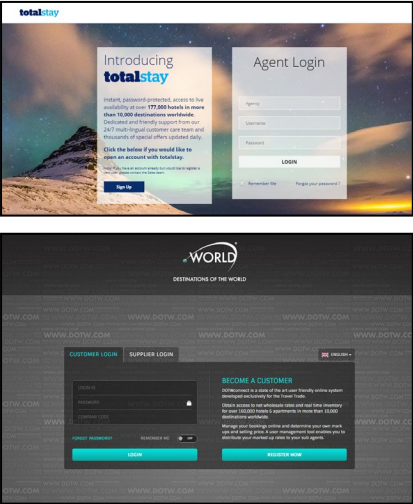 totalstay
Introducing
totalstay
Instant, password-protected, access to live
availability at over 177,000 hotels in more
than 10,000 destinations worldwide.
Dedicated and friendly support from our
24/7 multi-lingual customer care team and
thousands of special offers updated daily.
Click the below if you would like to
open an account with totalstay.
Sign Up
Agent Login
Agency
Username
Password
LOGIN
Remember Me
Forgot your password?
WORLD
DESTINATIONS OF THE WORLD
WWW.DOTW.COM
CUSTOMER LOGIN
SUPPLIER LOGIN
ENGLISH
LOGIN ID
PASSWORD
COMPANY CODE
FORGOT PASSWORD?
REMEMBER ME
OFF
LOGIN
BECOME A CUSTOMER
DOTWconnect is a state of the art user friendly online system
developed exclusively for the Travel Trade.
Obtain access to net wholesale rates and real time inventory
for over 100,000 hotels & apartments in more than 10,000
destinations worldwide.
Manage your bookings online and determine your own mark
ups and selling price. A user management tool enables you to
distribute your marked up rates to your sub agents.
REGISTER NOW